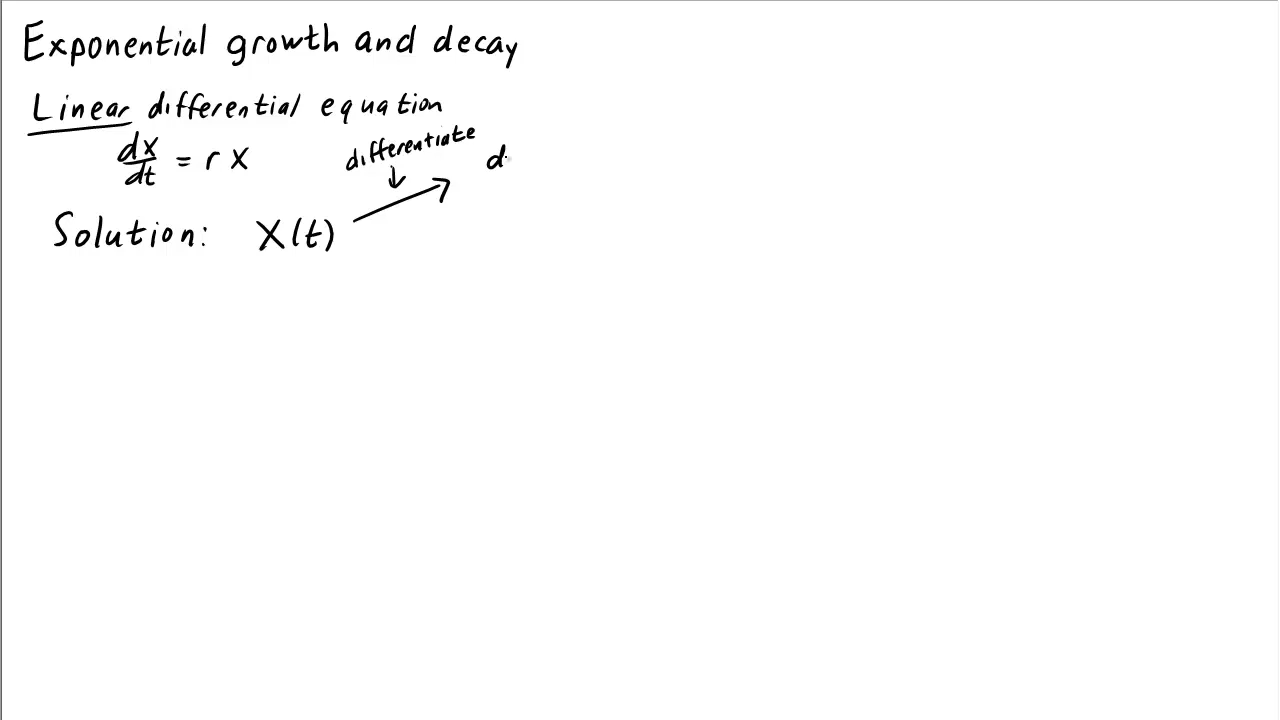 Exponential growth and decay
Linear differential equation
dx/dt = r x
differentiate
↓
d
Solution: X(t)